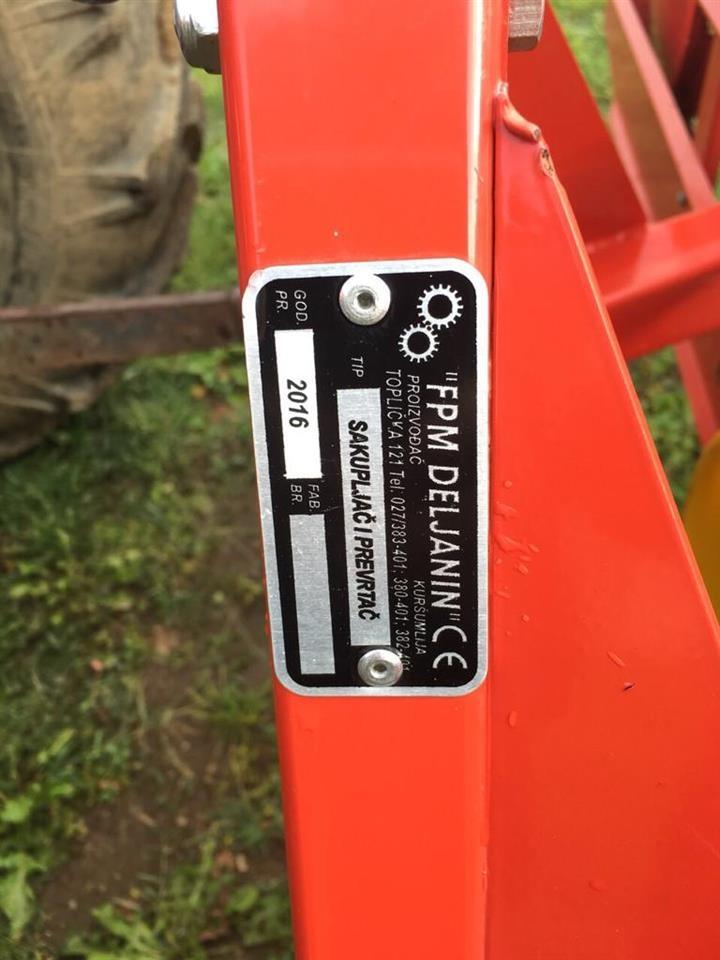 "FPM DELJANIN" CE
PROIZVOĐAČ KURŠUMLIJA
TOPLIČKA 121 Tel: 027/383-401; 380-401; 382-401
TIP SAKUPLJAČ I PREVRTAČ
GOD. PR. 2016 FAB. BR.